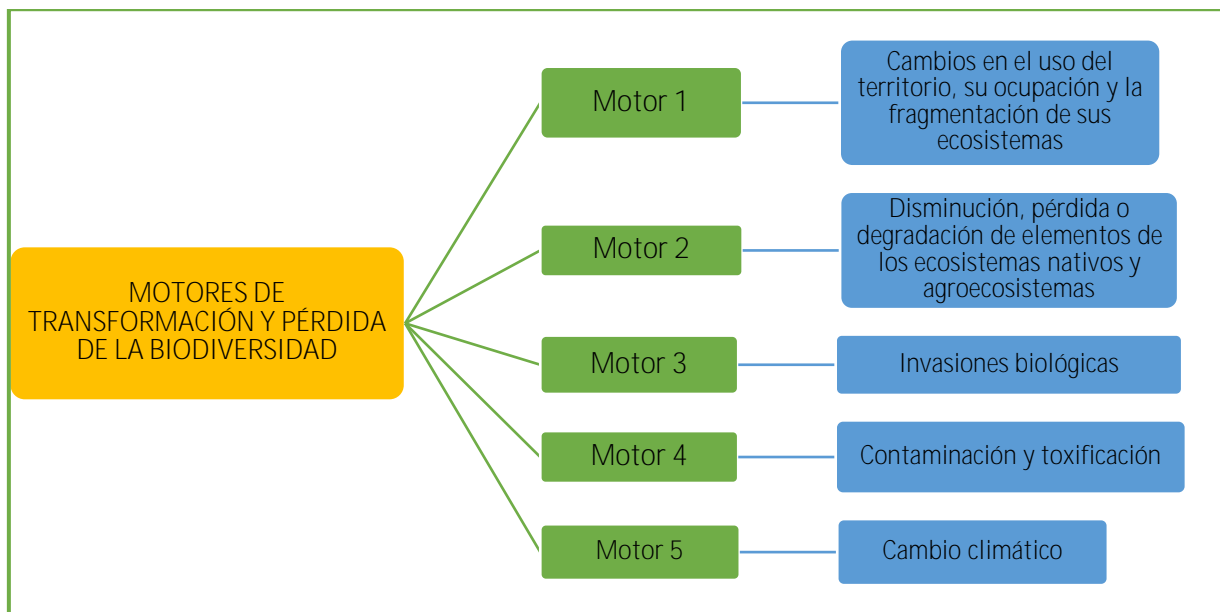 MOTORES DE
TRANSFORMACIÓN Y PÉRDIDA
DE LA BIODIVERSIDAD
Motor 1
Cambios en el uso del
territorio, su ocupación y la
fragmentación de sus
ecosistemas
Motor 2
Disminución, pérdida o
degradación de elementos de
los ecosistemas nativos y
agroecosistemas
Motor 3
Invasiones biológicas
Motor 4
Contaminación y toxificación
Motor 5
Cambio climático